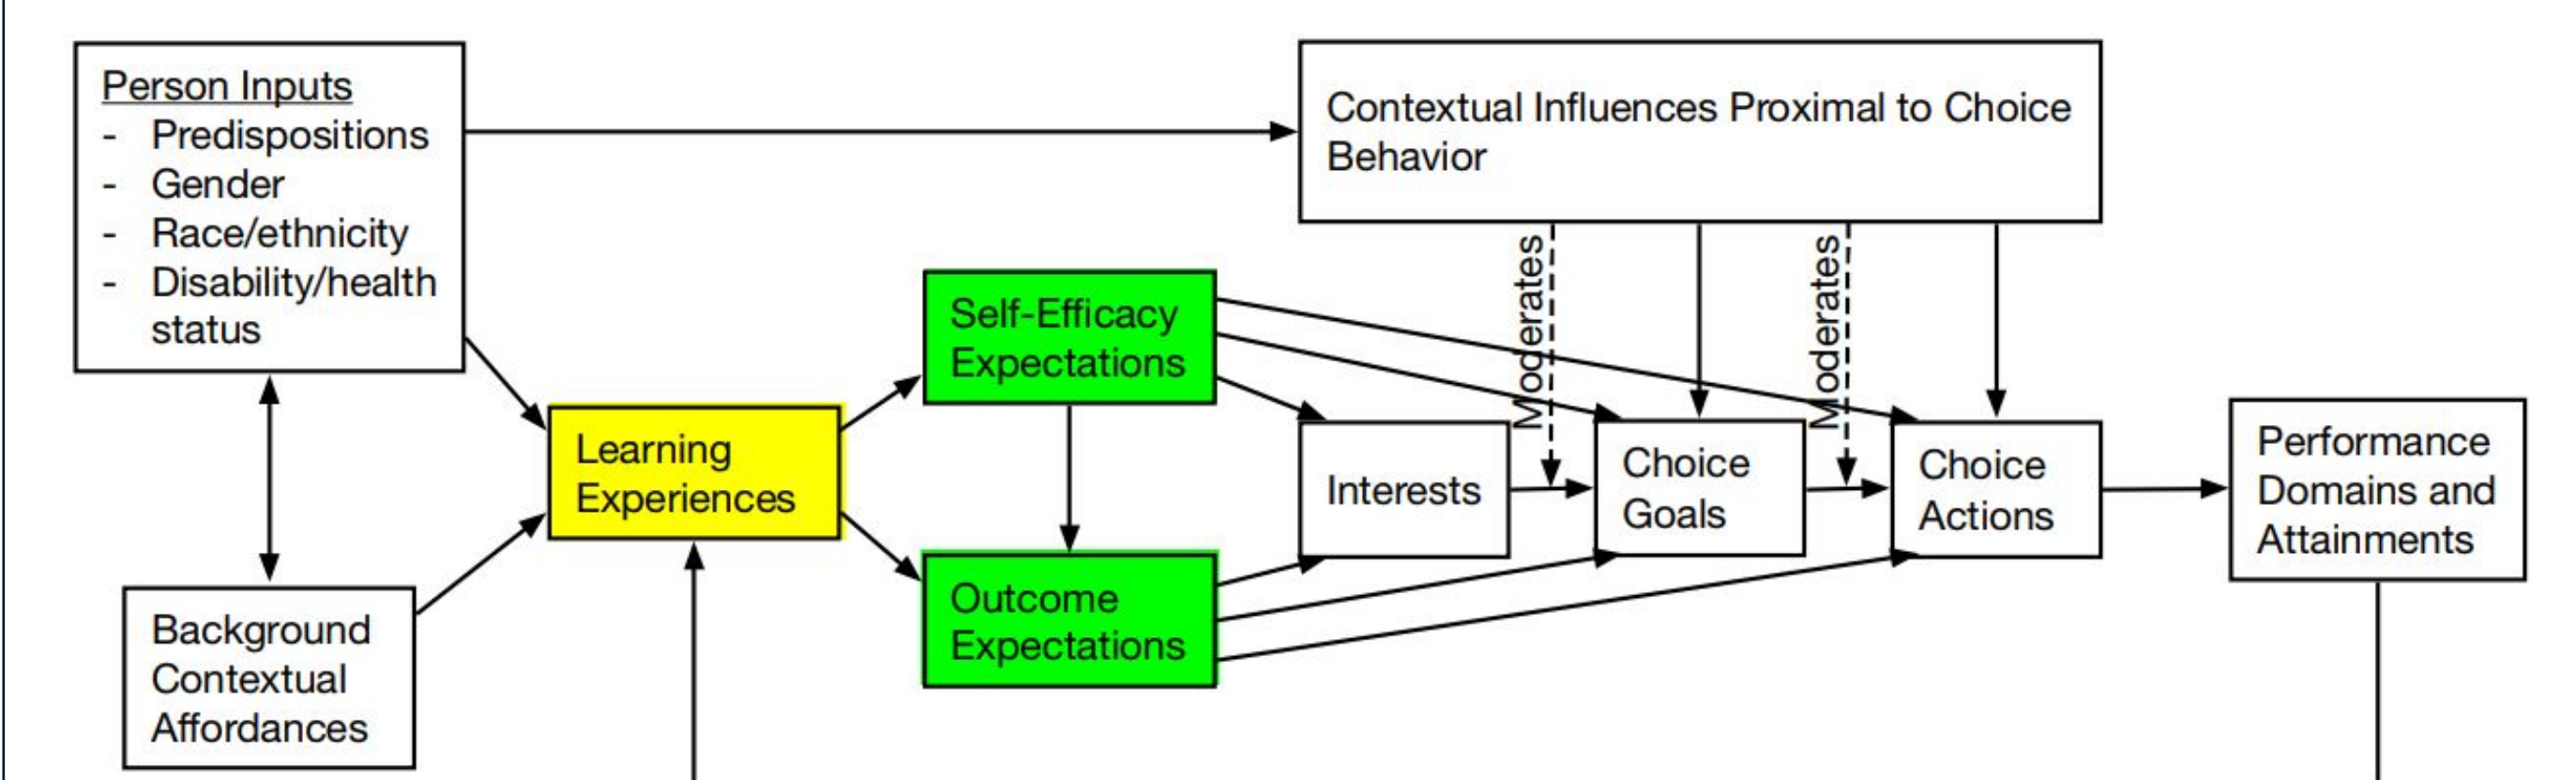 Person Inputs
- Predispositions
- Gender
- Race/ethnicity
- Disability/health
status
Contextual Influences Proximal to Choice
Behavior
Moderates
Moderates
Self-Efficacy
Expectations
Learning
Experiences
Outcome
Expectations
Interests
Choice
Goals
Choice
Actions
Performance
Domains and
Attainments
Background
Contextual
Affordances